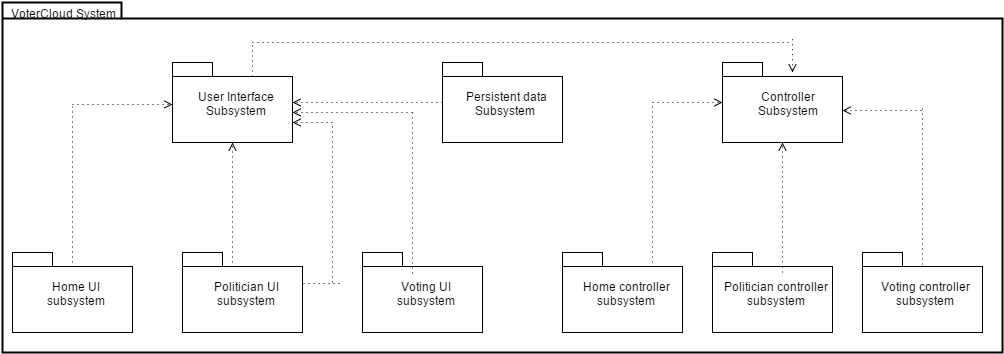 VoterCloud System
User Interface
Subsystem
Persistent data
Subsystem
Controller
Subsystem
Home UI
subsystem
Politician UI
subsystem
Voting UI
subsystem
Home controller
subsystem
Politician controller
subsystem
Voting controller
subsystem